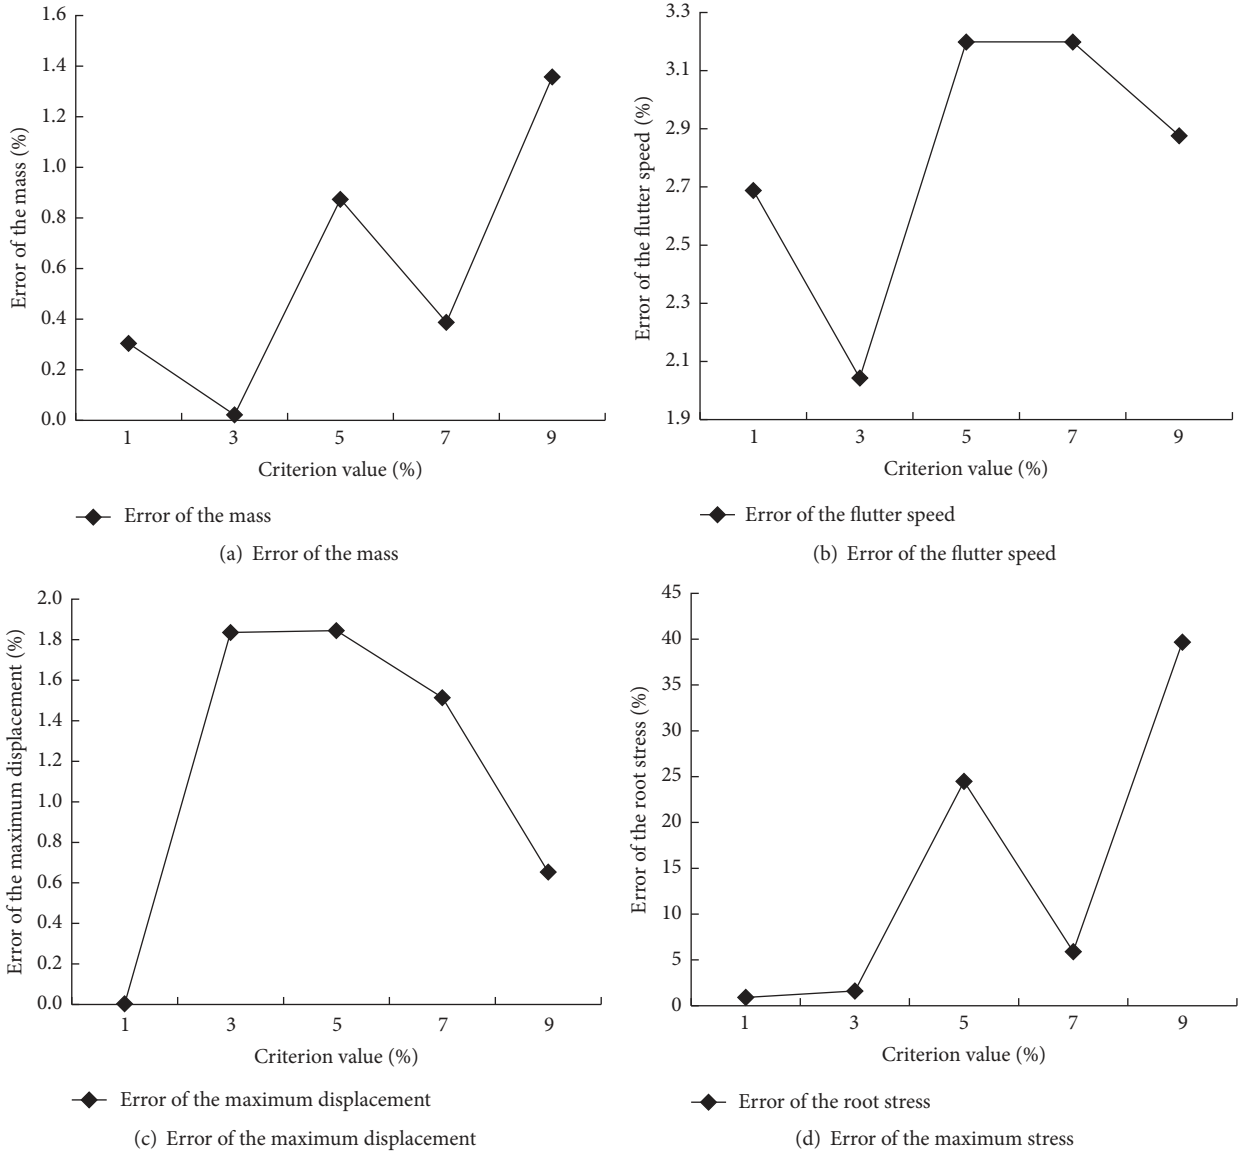 1.6
1.4
1.2
1.0
0.8
0.6
0.4
0.2
0.0
Error of the mass (%)
1 3 5 7 9
Criterion value (%)
Error of the mass
(a) Error of the mass
3.3
3.1
2.9
2.7
2.5
2.3
2.1
1.9
Error of the flutter speed (%)
1 3 5 7 9
Criterion value (%)
Error of the flutter speed
(b) Error of the flutter speed
2.0
1.8
1.6
1.4
1.2
1.0
0.8
0.6
0.4
0.2
0.0
Error of the maximum displacement (%)
1 3 5 7 9
Criterion value (%)
Error of the maximum displacement
(c) Error of the maximum displacement
45
40
35
30
25
20
15
10
5
0
Error of the root stress (%)
1 3 5 7 9
Criterion value (%)
Error of the root stress
(d) Error of the maximum stress